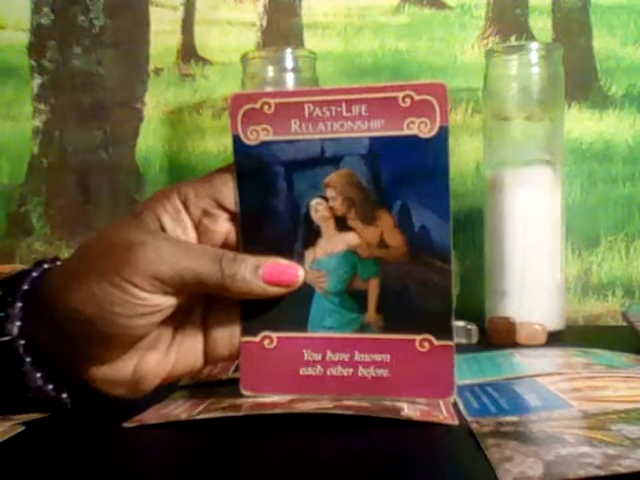 PAST-LIFE
RELATIONSHIP
You have known
each other before.